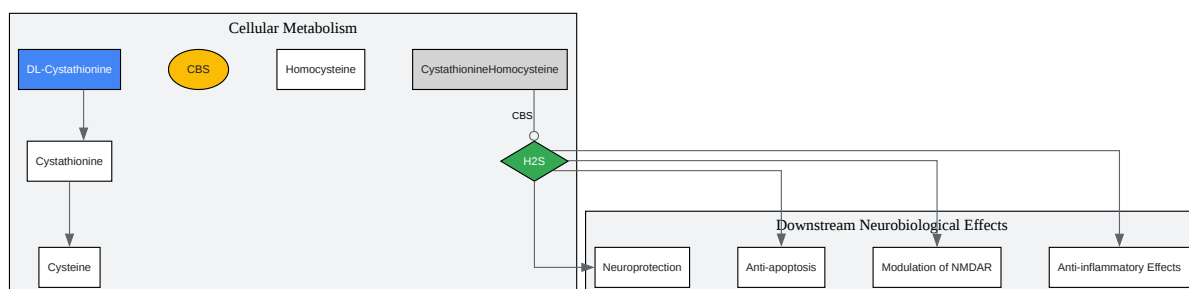 Cellular Metabolism
DL-Cystathionine
CBS
Homocysteine
CystathionineHomocysteine
CBS
Cystathionine
H2S
Downstream Neurobiological Effects
Cysteine
Neuroprotection
Anti-apoptosis
Modulation of NMDAR
Anti-inflammatory Effects